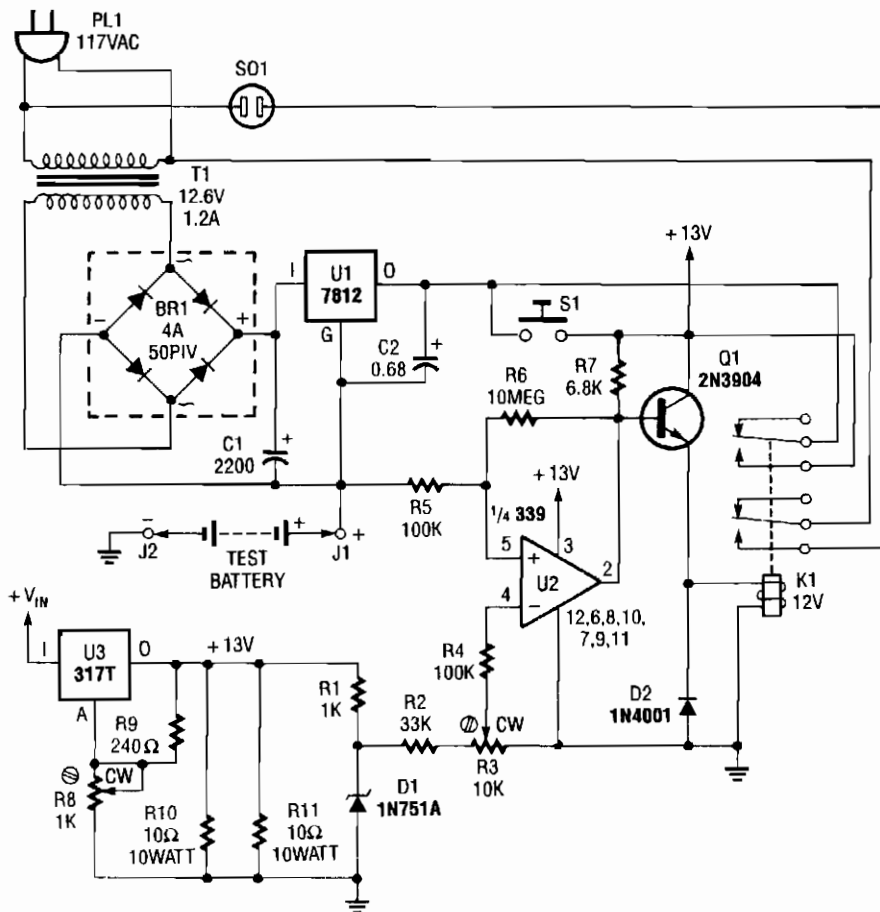 PL1
117VAC
SO1
T1
12.6V
1.2A
+13V
I
U1
7812
O
G
S1
~
BR1
4A
50PIV
-
+
~
+
C2
0.68
R7
6.8K
Q1
2N3904
R6
10MEG
C1
2200
+
R5
100K
+13V
1/4 339
5
+
3
U2
2
4
-
12,6,8,10,
7,9,11
-
J2
+
TEST
BATTERY
J1
+
K1
12V
+VIN
I
U3
317T
O
+13V
A
R9
240Ω
R1
1K
R4
100K
R2
33K
CW
R3
10K
D2
1N4001
CW
R8
1K
R10
10Ω
10WATT
R11
10Ω
10WATT
D1
1N751A